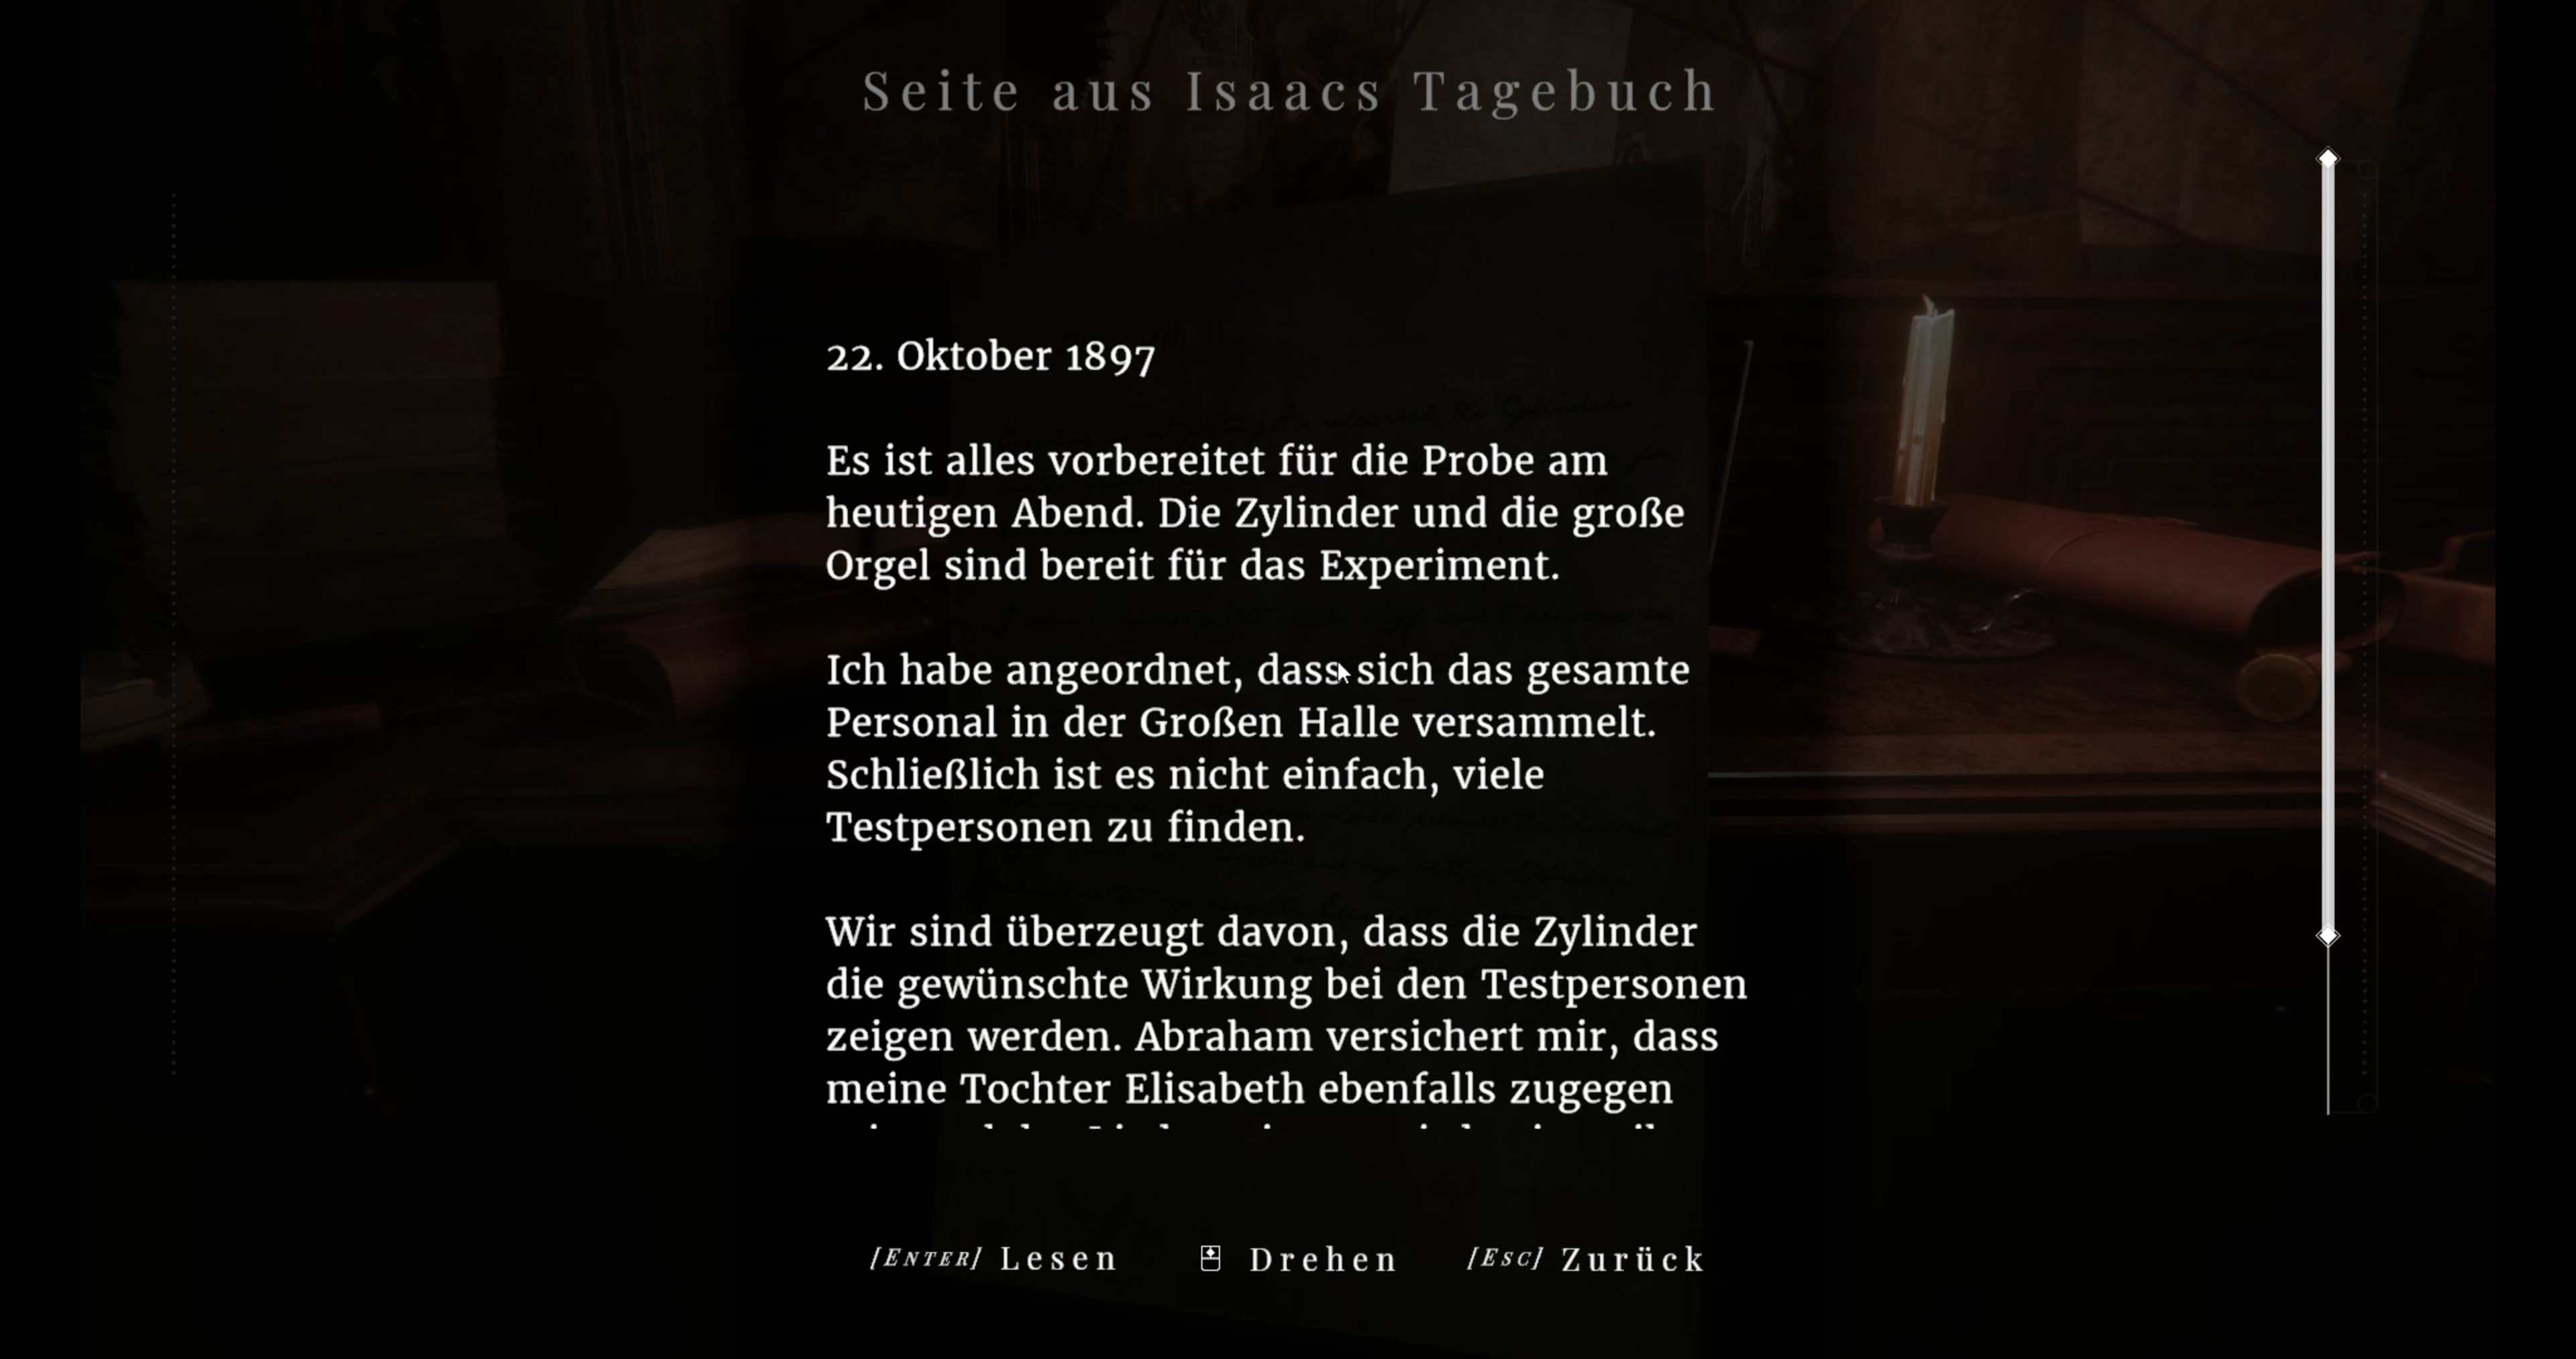 Seite aus Isaacs Tagebuch
22. Oktober 1897
Es ist alles vorbereitet für die Probe am
heutigen Abend. Die Zylinder und die große
Orgel sind bereit für das Experiment.
Ich habe angeordnet, dass sich das gesamte
Personal in der Großen Halle versammelt.
Schließlich ist es nicht einfach, viele
Testpersonen zu finden.
Wir sind überzeugt davon, dass die Zylinder
die gewünschte Wirkung bei den Testpersonen
zeigen werden. Abraham versichert mir, dass
meine Tochter Elisabeth ebenfalls zugegen
[ENTER] Lesen Drehen [ESC] Zurück